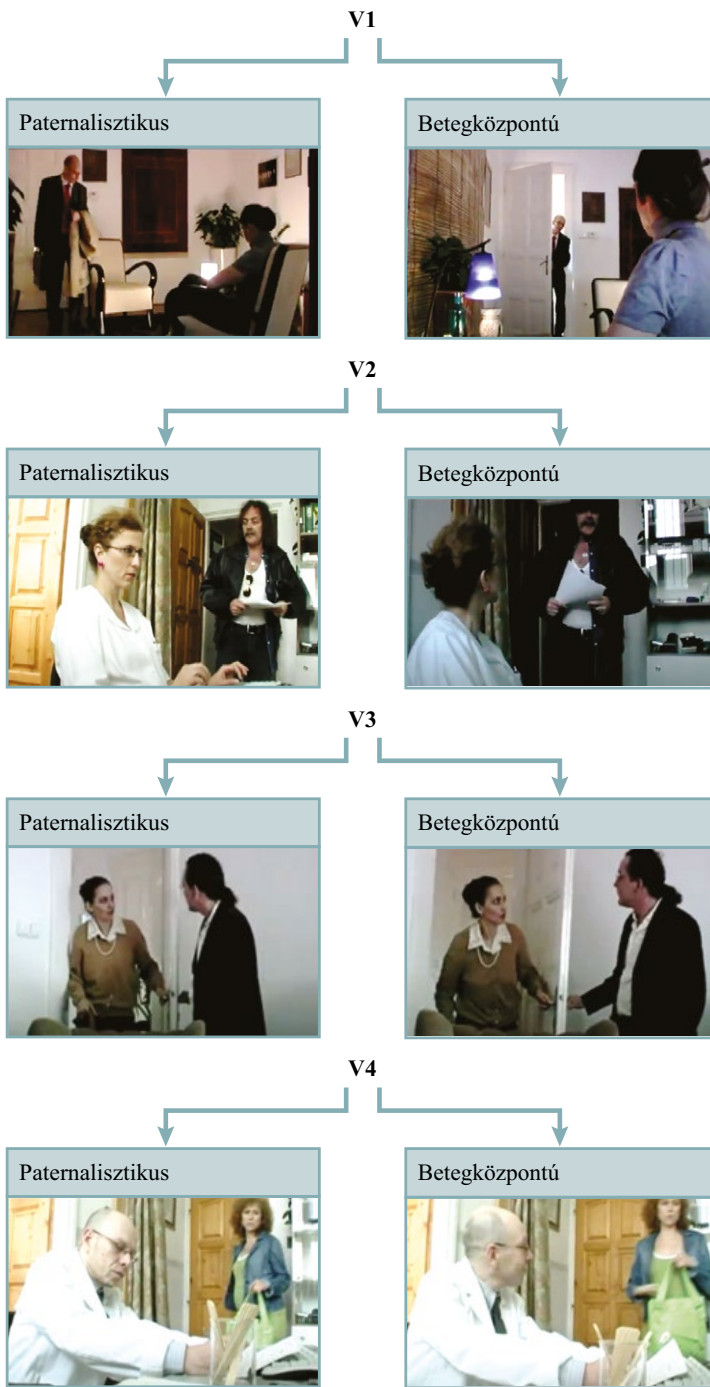 V1
Paternalisztikus
Betegközpontú
V2
Paternalisztikus
Betegközpontú
V3
Paternalisztikus
Betegközpontú
V4
Paternalisztikus
Betegközpontú